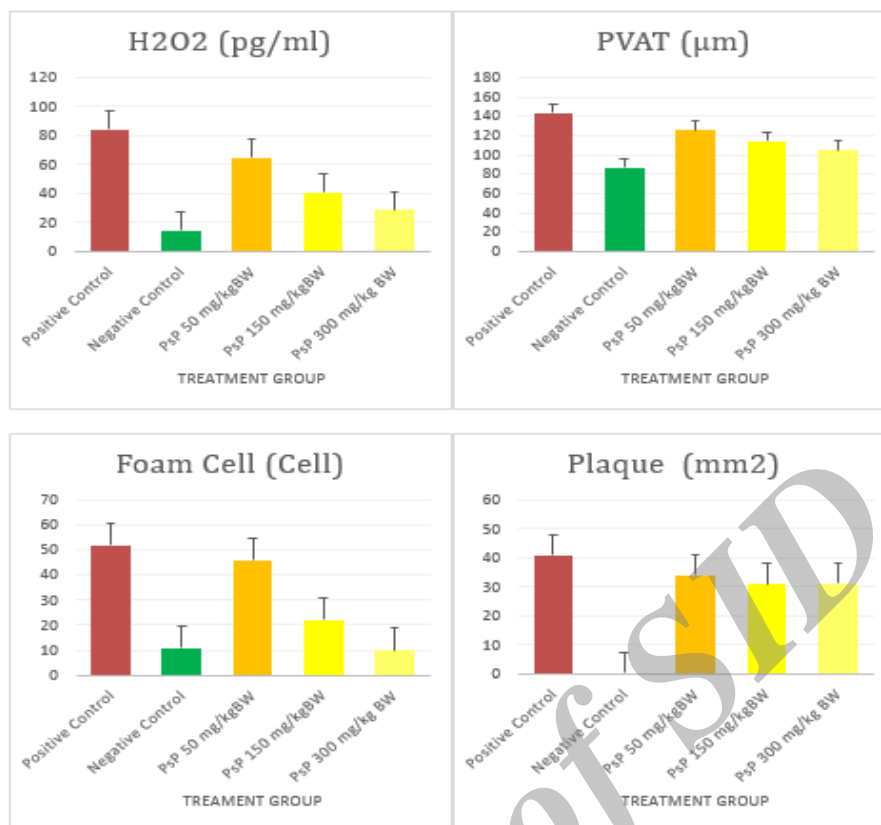 H2O2 (pg/ml)
120
100
80
60
40
20
0
Positive Control
Negative Control
PsP 50 mg/kgBW
PsP 150 mg/kgBW
PsP 300 mg/kg BW
TREATMENT GROUP
PVAT (µm)
180
160
140
120
100
80
60
40
20
0
Positive Control
Negative Control
PsP 50 mg/kgBW
PsP 150 mg/kgBW
PsP 300 mg/kg BW
TREATMENT GROUP
Foam Cell (Cell)
70
60
50
40
30
20
10
0
Positive Control
Negative Control
PsP 50 mg/kgBW
PsP 150 mg/kgBW
PsP 300 mg/kg BW
TREAMENT GROUP
Plaque (mm2)
60
50
40
30
20
10
0
Positive Control
Negative Control
PsP 50 mg/kgBW
PsP 150 mg/kgBW
PsP 300 mg/kg BW
TREATMENT GROUP
of SID